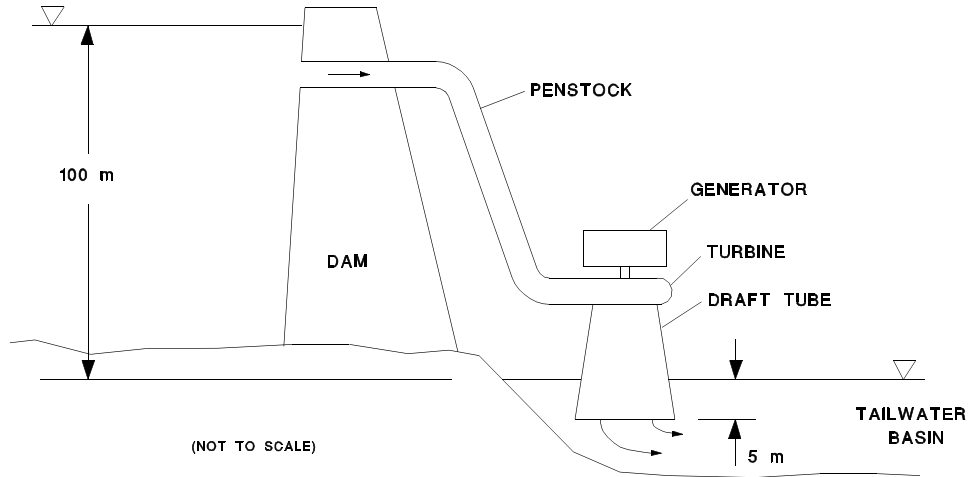 PENSTOCK
100 m
GENERATOR
TURBINE
DAM
DRAFT TUBE
TAILWATER
BASIN
(NOT TO SCALE)
5 m